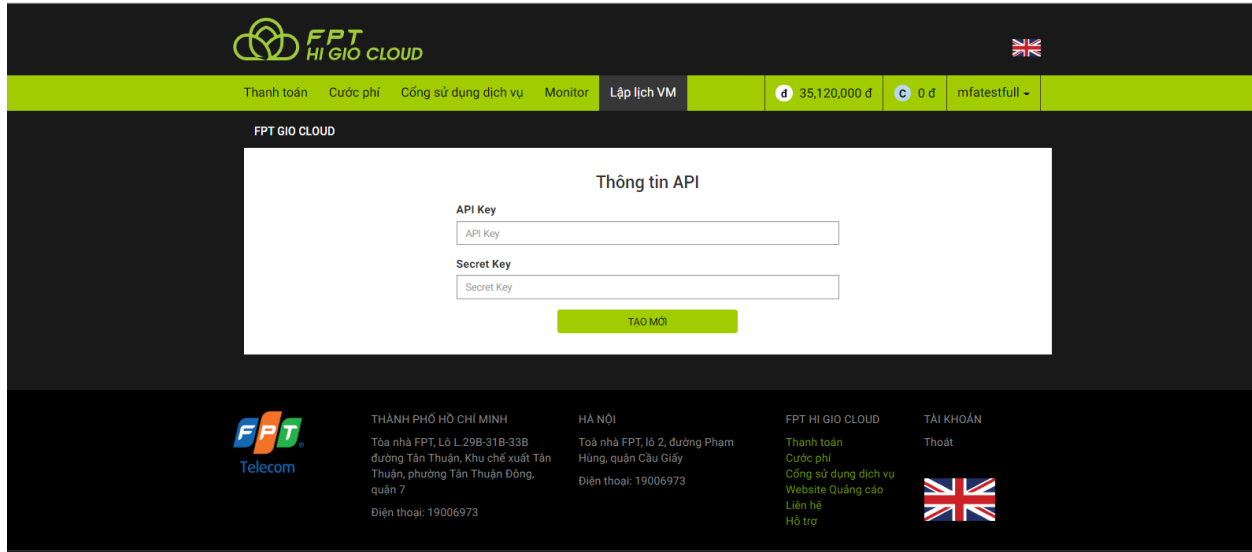 FPT
HI GIO CLOUD
Thanh toán Cước phí Cổng sử dụng dịch vụ Monitor Lập lịch VM đ 35,120,000 đ C 0 đ mfatestfull
FPT GIO CLOUD
Thông tin API
API Key
API Key
Secret Key
Secret Key
TẠO MỚI
FPT
Telecom
THÀNH PHỐ HỒ CHÍ MINH
Tòa nhà FPT, Lô L.29B-31B-33B
đường Tân Thuận, Khu chế xuất Tân
Thuận, phường Tân Thuận Đông,
quận 7
Điện thoại: 19006973
HÀ NỘI
Toà nhà FPT, lô 2, đường Phạm
Hùng, quận Cầu Giấy
Điện thoại: 19006973
FPT HI GIO CLOUD
Thanh toán
Cước phí
Cổng sử dụng dịch vụ
Website Quảng cáo
Liên hệ
Hỗ trợ
TÀI KHOẢN
Thoát